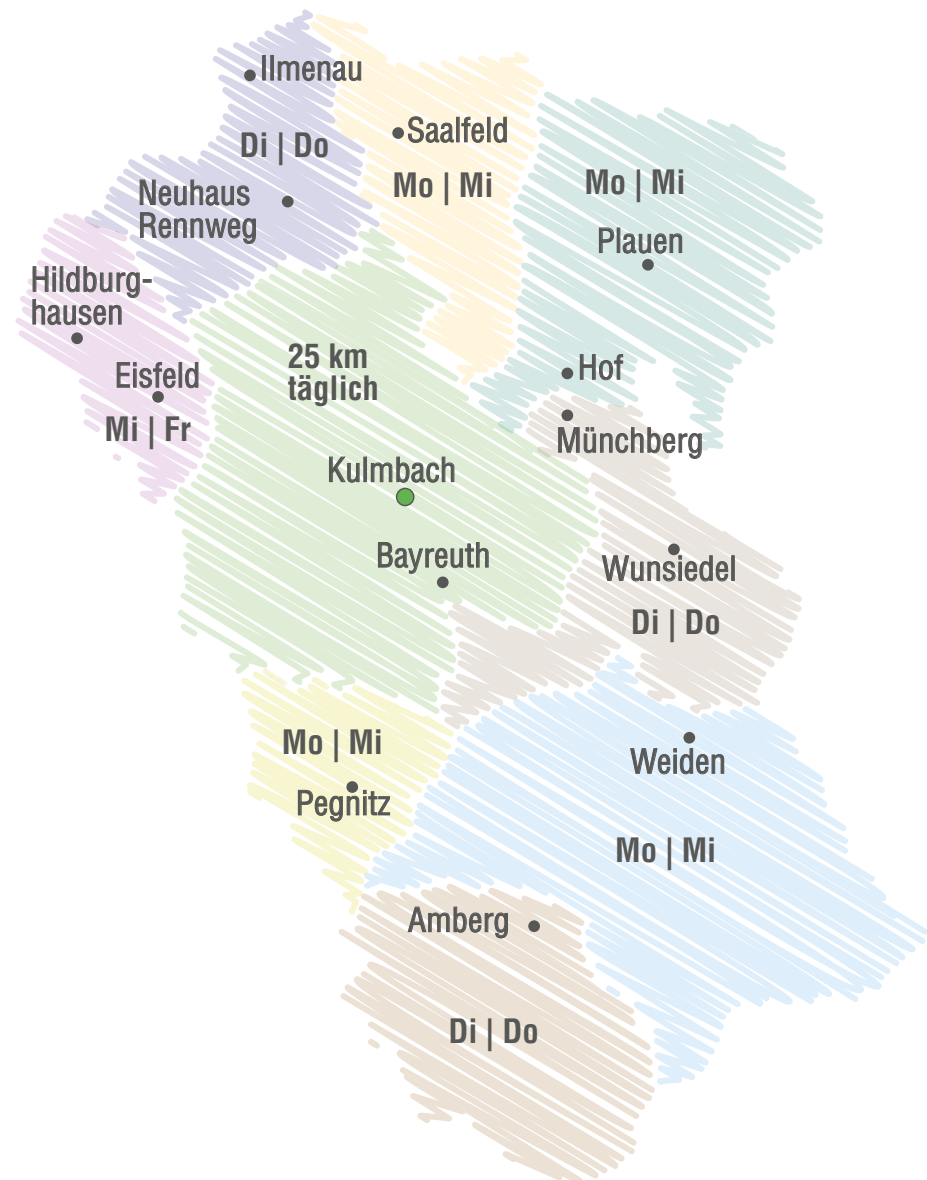 Ilmenau
Saalfeld
Di | Do
Mo | Mi
Mo | Mi
Neuhaus
Rennweg
Plauen
Hildburg-
hausen
25 km
täglich
Hof
Eisfeld
Mi | Fr
Münchberg
Kulmbach
Bayreuth
Wunsiedel
Di | Do
Mo | Mi
Weiden
Pegnitz
Mo | Mi
Amberg
Di | Do